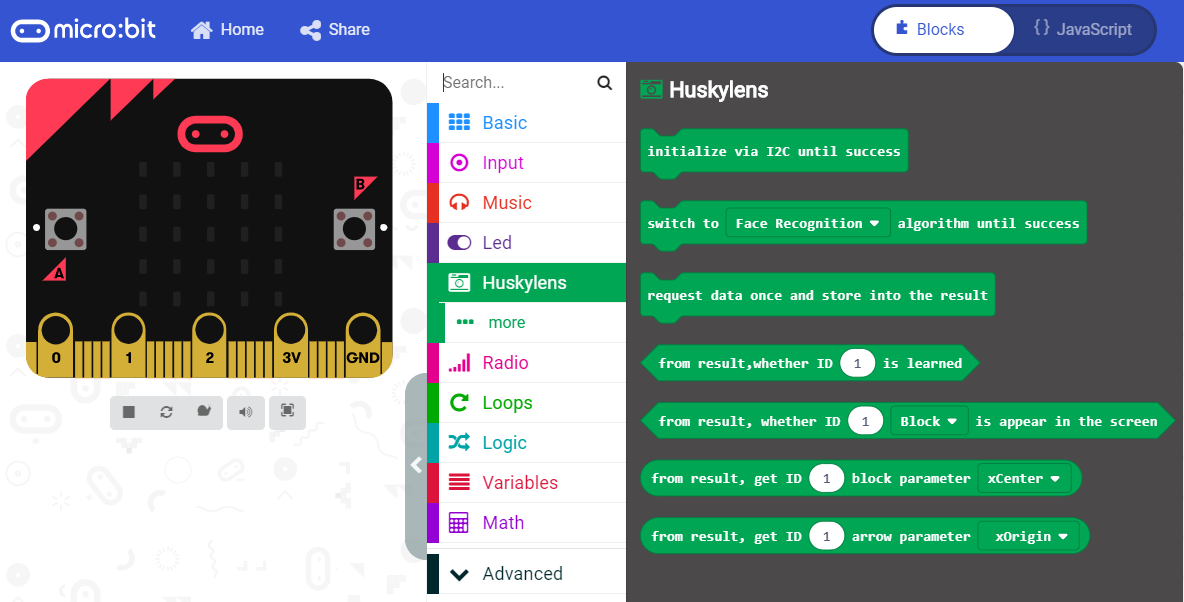 micro:bit Home Share Blocks {} JavaScript
Search...
Basic
Input
Music
Led
Huskylens
more
Radio
Loops
Logic
Variables
Math
Advanced
B
A
0 1 2 3V GND
Huskylens
initialize via I2C until success
switch to Face Recognition algorithm until success
request data once and store into the result
from result,whether ID 1 is learned
from result, whether ID 1 Block is appear in the screen
from result, get ID 1 block parameter xCenter
from result, get ID 1 arrow parameter xOrigin